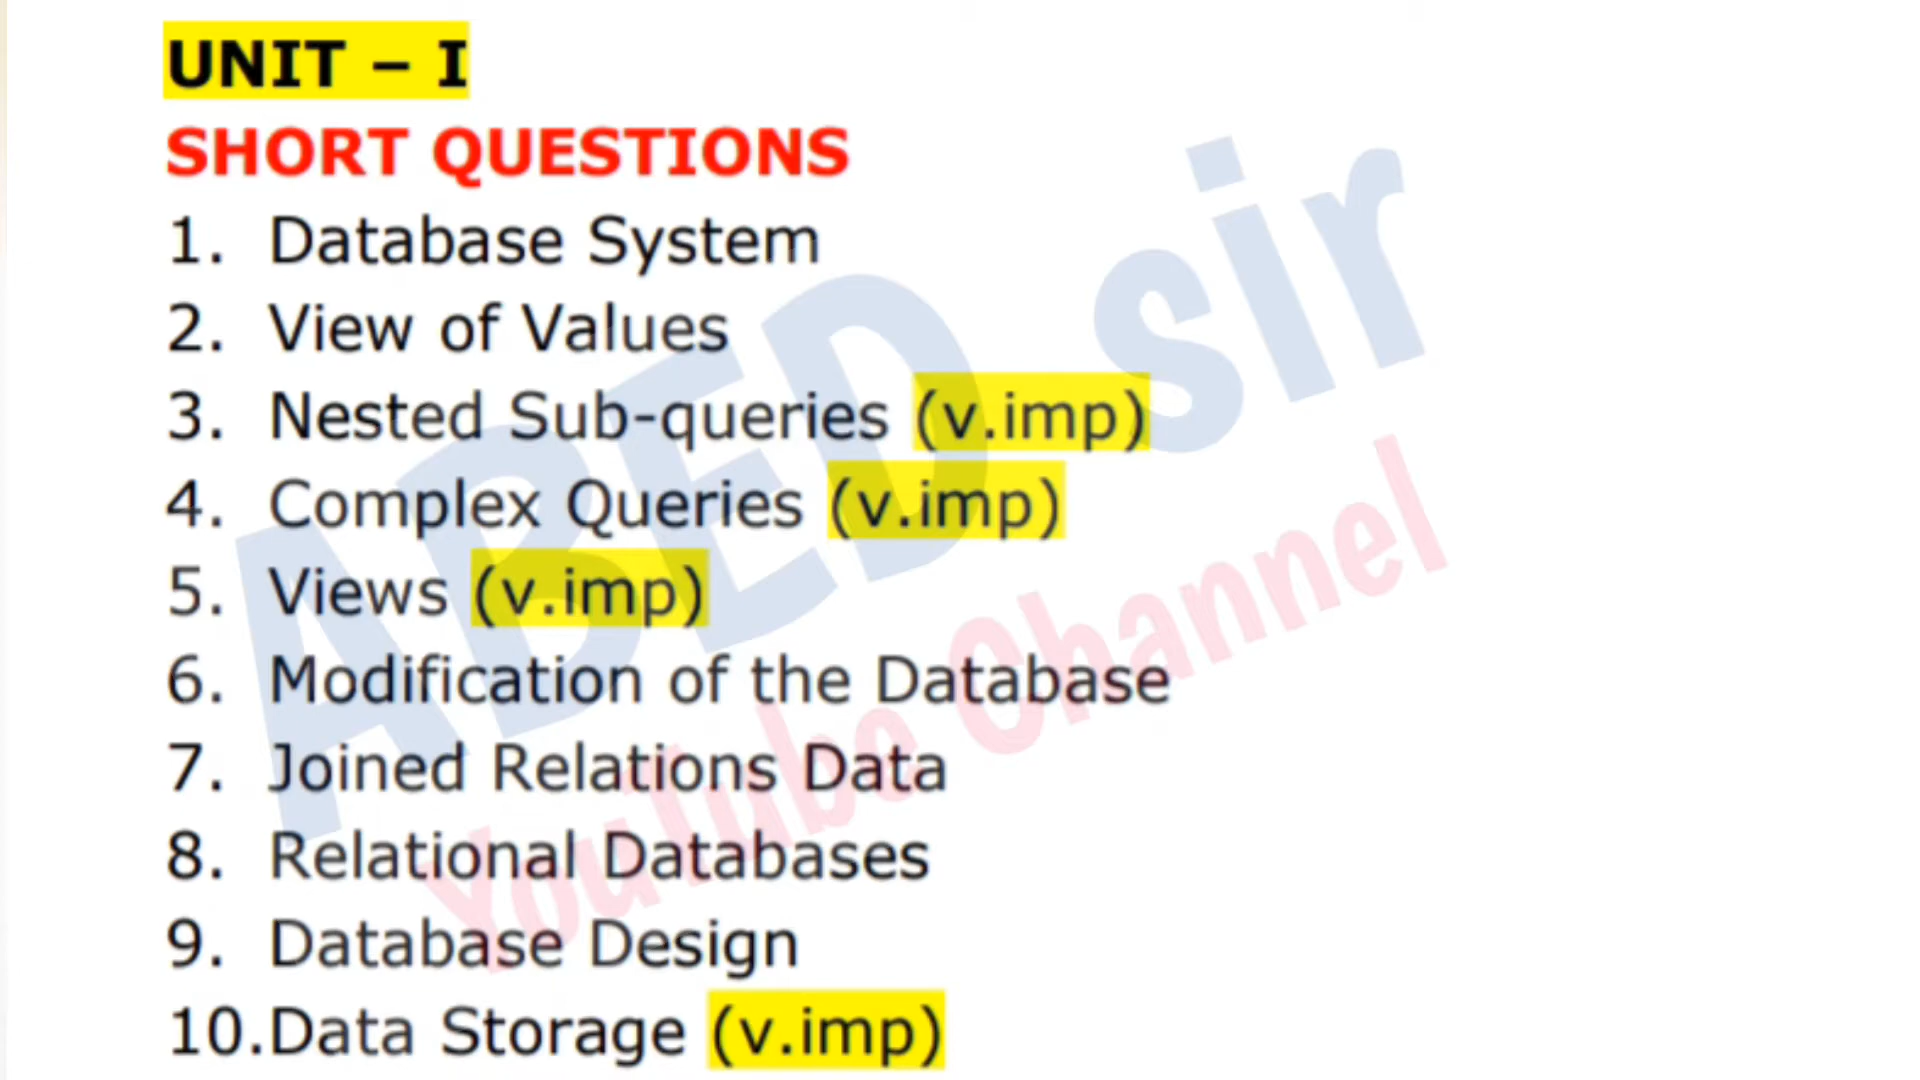 UNIT – I
SHORT QUESTIONS
1. Database System
2. View of Values
3. Nested Sub-queries (v.imp)
4. Complex Queries (v.imp)
5. Views (v.imp)
6. Modification of the Database
7. Joined Relations Data
8. Relational Databases
9. Database Design
10.Data Storage (v.imp)
ABED sir
YouTube Channel